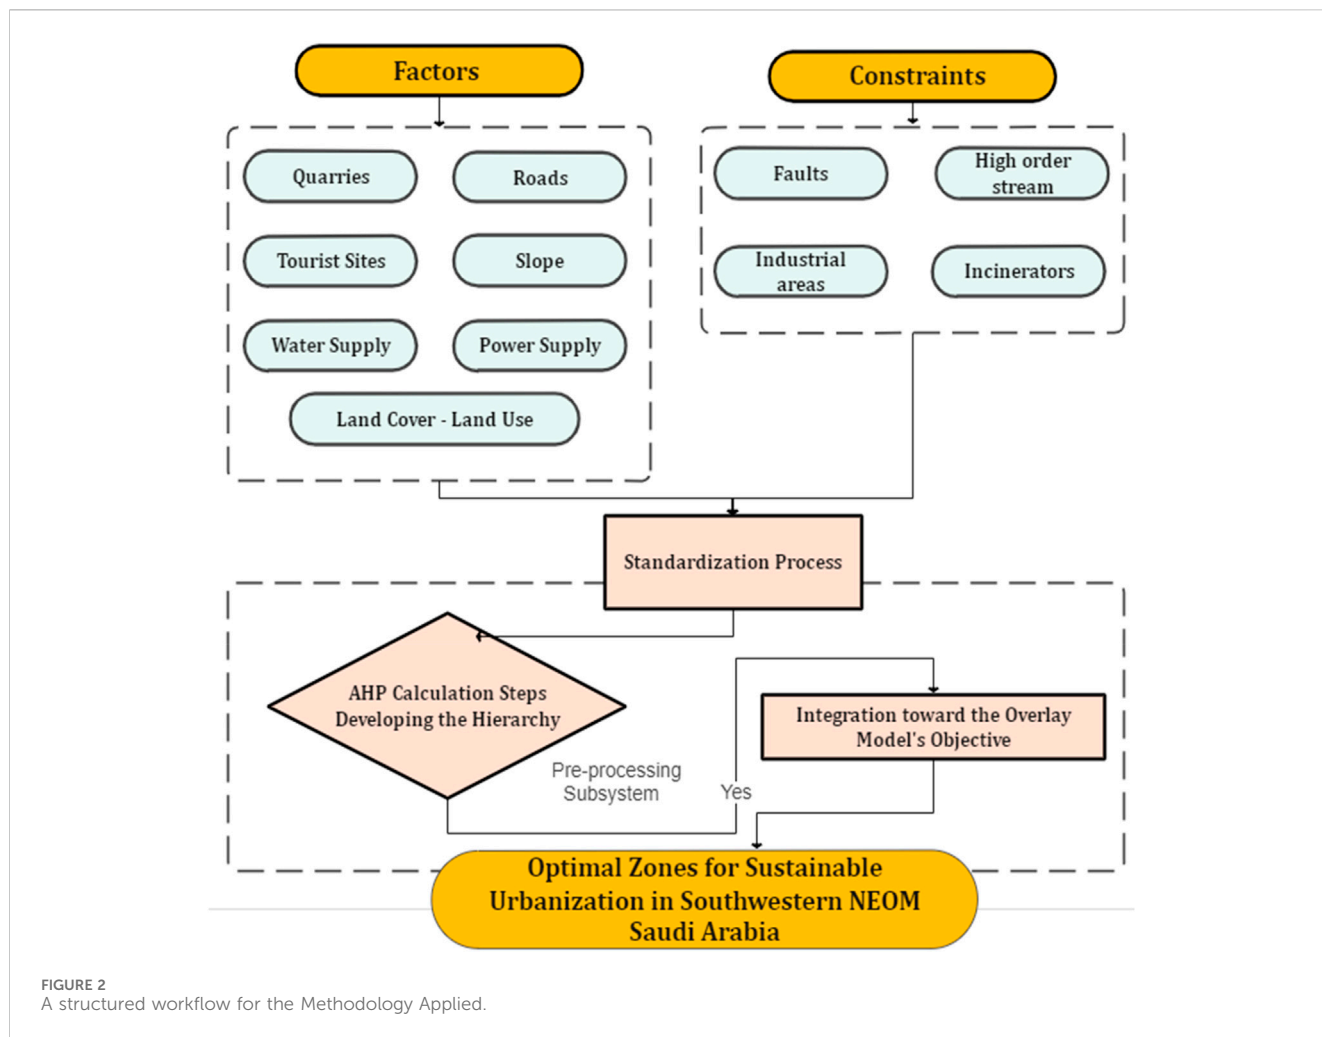 Factors
Constraints
Quarries
Roads
Tourist Sites
Slope
Water Supply
Power Supply
Land Cover - Land Use
Faults
High order
stream
Industrial
areas
Incinerators
Standardization Process
AHP Calculation Steps
Developing the Hierarchy
Pre-processing
Subsystem
Yes
Integration toward the Overlay
Model's Objective
Optimal Zones for Sustainable
Urbanization in Southwestern NEOM
Saudi Arabia
FIGURE 2
A structured workflow for the Methodology Applied.